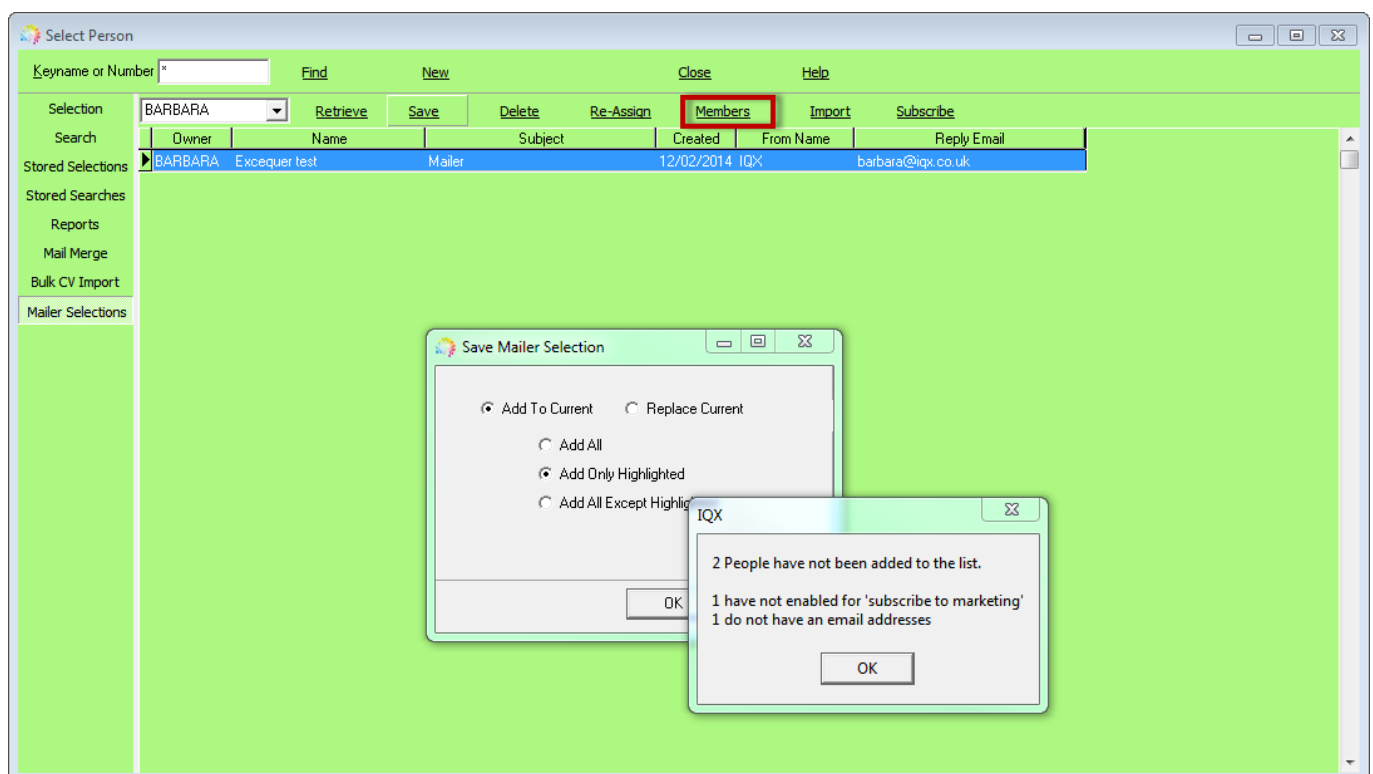 Select Person
Keyname or Number * Find New Close Help
Selection BARBARA Retrieve Save Delete Re-Assign Members Import Subscribe
Search Owner Name Subject Created From Name Reply Email
Stored Selections BARBARA Excequer test Mailer 12/02/2014 IQX barbara@iqx.co.uk
Stored Searches
Reports
Mail Merge
Bulk CV Import
Mailer Selections
Save Mailer Selection
Add To Current Replace Current
Add All
Add Only Highlighted
Add All Except Highlig
OK
IQX
2 People have not been added to the list.
1 have not enabled for 'subscribe to marketing'
1 do not have an email addresses
OK